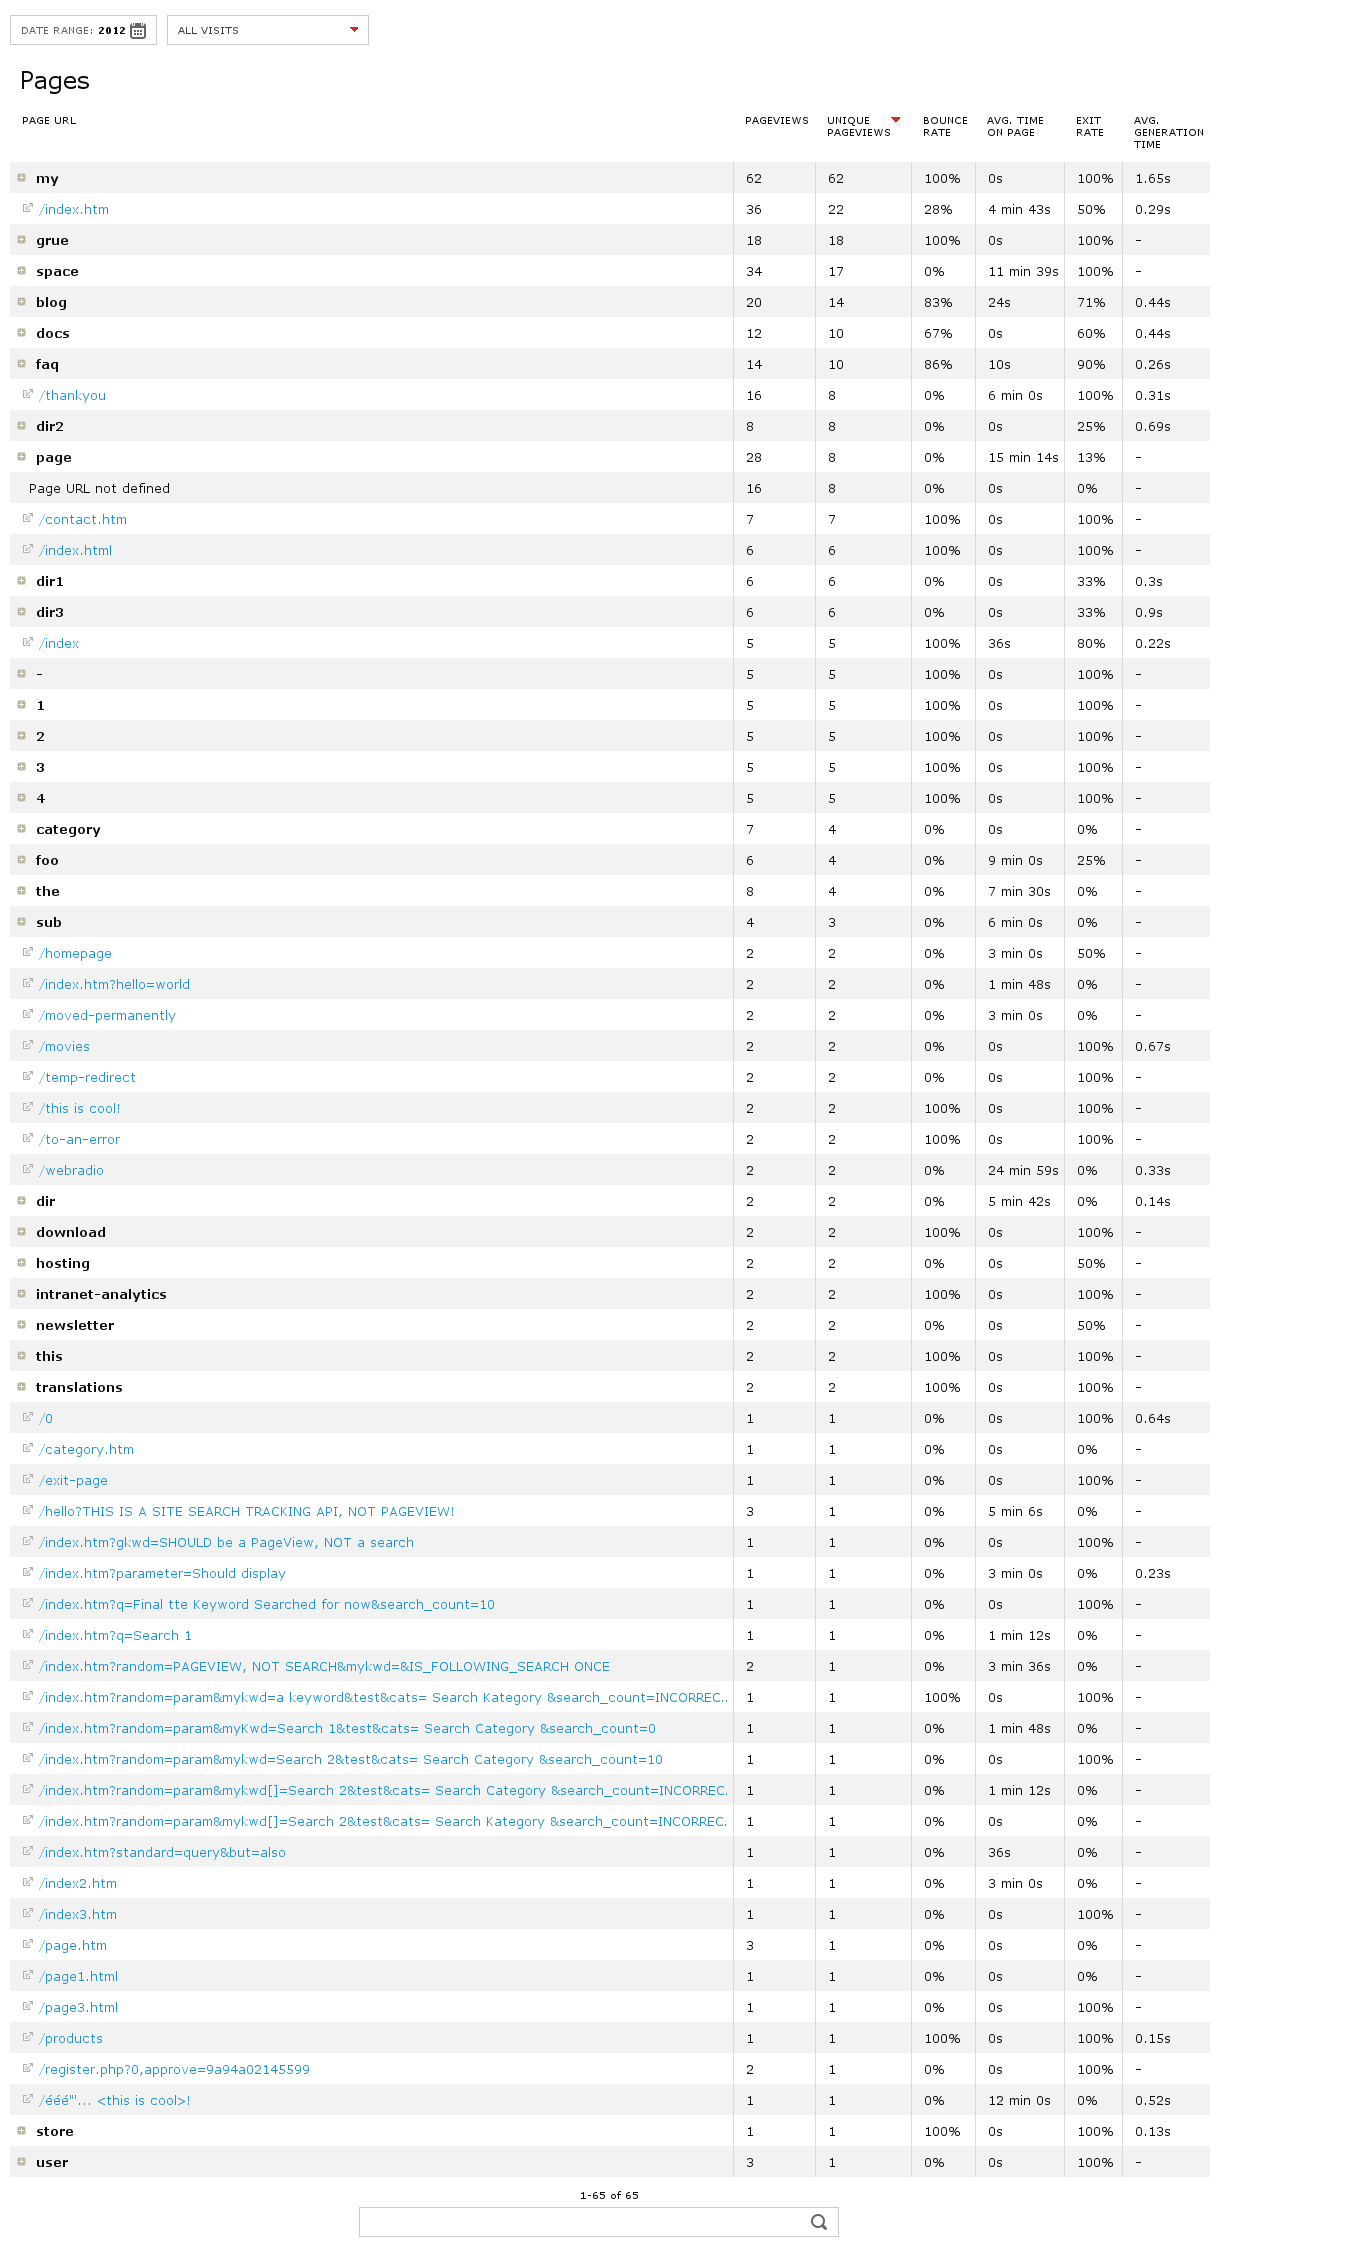 DATE RANGE: 2012 ALL VISITS
Pages
PAGE URL PAGEVIEWS UNIQUE PAGEVIEWS BOUNCE RATE AVG. TIME ON PAGE EXIT RATE AVG. GENERATION TIME
my 62 62 100% 0s 100% 1.65s
/index.htm 36 22 28% 4 min 43s 50% 0.29s
grue 18 18 100% 0s 100% -
space 34 17 0% 11 min 39s 100% -
blog 20 14 83% 24s 71% 0.44s
docs 12 10 67% 0s 60% 0.44s
faq 14 10 86% 10s 90% 0.26s
/thankyou 16 8 0% 6 min 0s 100% 0.31s
dir2 8 8 0% 0s 25% 0.69s
page 28 8 0% 15 min 14s 13% -
Page URL not defined 16 8 0% 0s 0% -
/contact.htm 7 7 100% 0s 100% -
/index.html 6 6 100% 0s 100% -
dir1 6 6 0% 0s 33% 0.3s
dir3 6 6 0% 0s 33% 0.9s
/index 5 5 100% 36s 80% 0.22s
- 5 5 100% 0s 100% -
1 5 5 100% 0s 100% -
2 5 5 100% 0s 100% -
3 5 5 100% 0s 100% -
4 5 5 100% 0s 100% -
category 7 4 0% 0s 0% -
foo 6 4 0% 9 min 0s 25% -
the 8 4 0% 7 min 30s 0% -
sub 4 3 0% 6 min 0s 0% -
/homepage 2 2 0% 3 min 0s 50% -
/index.htm?hello=world 2 2 0% 1 min 48s 0% -
/moved-permanently 2 2 0% 3 min 0s 0% -
/movies 2 2 0% 0s 100% 0.67s
/temp-redirect 2 2 0% 0s 100% -
/this is cool! 2 2 100% 0s 100% -
/to-an-error 2 2 100% 0s 100% -
/webradio 2 2 0% 24 min 59s 0% 0.33s
dir 2 2 0% 5 min 42s 0% 0.14s
download 2 2 100% 0s 100% -
hosting 2 2 0% 0s 50% -
intranet-analytics 2 2 100% 0s 100% -
newsletter 2 2 0% 0s 50% -
this 2 2 100% 0s 100% -
translations 2 2 100% 0s 100% -
/0 1 1 0% 0s 100% 0.64s
/category.htm 1 1 0% 0s 0% -
/exit-page 1 1 0% 0s 100% -
/hello?THIS IS A SITE SEARCH TRACKING API, NOT PAGEVIEW! 3 1 0% 5 min 6s 0% -
/index.htm?gkwd=SHOULD be a PageView, NOT a search 1 1 0% 0s 100% -
/index.htm?parameter=Should display 1 1 0% 3 min 0s 0% 0.23s
/index.htm?q=Final tte Keyword Searched for now&search_count=10 1 1 0% 0s 100% -
/index.htm?q=Search 1 1 1 0% 1 min 12s 0% -
/index.htm?random=PAGEVIEW, NOT SEARCH&mykwd=&IS_FOLLOWING_SEARCH ONCE 2 1 0% 3 min 36s 0% -
/index.htm?random=param&mykwd=a keyword&test&cats= Search Kategory &search_count=INCORREC.. 1 1 100% 0s 100% -
/index.htm?random=param&myKwd=Search 1&test&cats= Search Category &search_count=0 1 1 0% 1 min 48s 0% -
/index.htm?random=param&mykwd=Search 2&test&cats= Search Category &search_count=10 1 1 0% 0s 100% -
/index.htm?random=param&mykwd[]=Search 2&test&cats= Search Category &search_count=INCORREC. 1 1 0% 1 min 12s 0% -
/index.htm?random=param&mykwd[]=Search 2&test&cats= Search Kategory &search_count=INCORREC. 1 1 0% 0s 0% -
/index.htm?standard=query&but=also 1 1 0% 36s 0% -
/index2.htm 1 1 0% 3 min 0s 0% -
/index3.htm 1 1 0% 0s 100% -
/page.htm 3 1 0% 0s 0% -
/page1.html 1 1 0% 0s 0% -
/page3.html 1 1 0% 0s 100% -
/products 1 1 100% 0s 100% 0.15s
/register.php?0,approve=9a94a02145599 2 1 0% 0s 100% -
/ééé"'... <this is cool>! 1 1 0% 12 min 0s 0% 0.52s
store 1 1 100% 0s 100% 0.13s
user 3 1 0% 0s 100% -
1-65 of 65